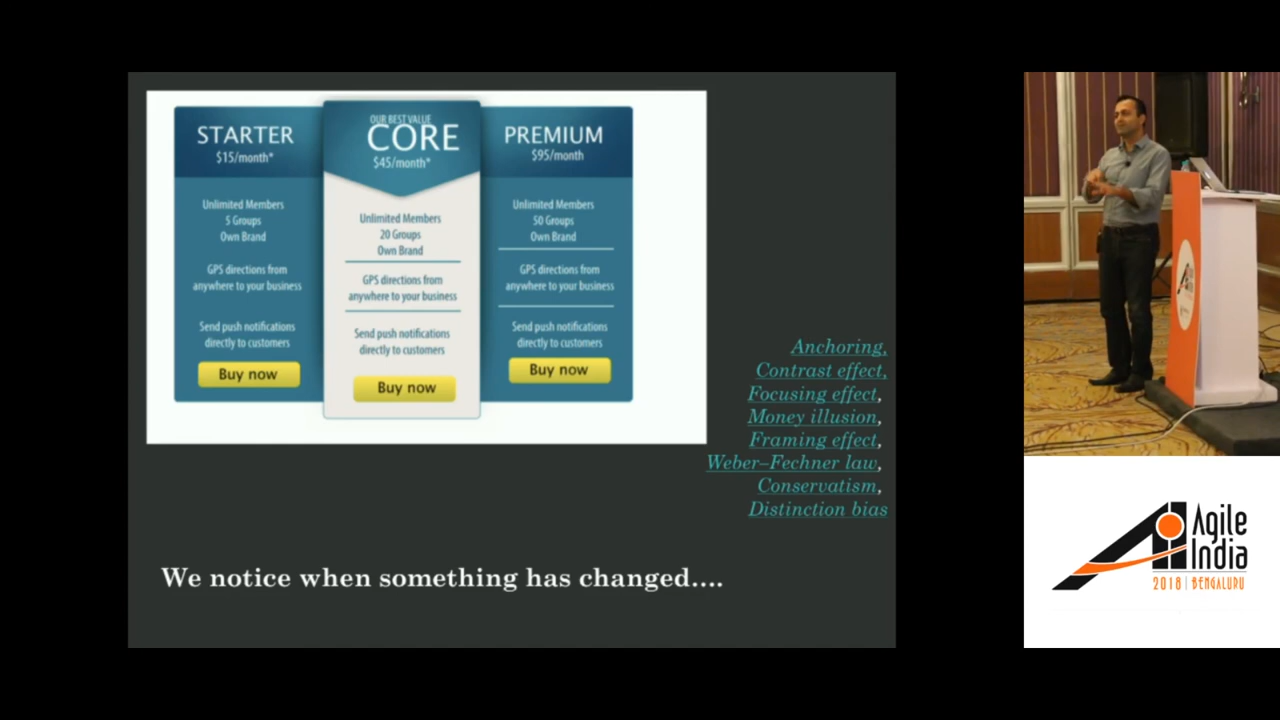 STARTER
$15/month*
Unlimited Members
5 Groups
Own Brand
GPS directions from
anywhere to your business
Send push notifications
directly to customers
Buy now
OUR BEST VALUE
CORE
$45/month*
Unlimited Members
20 Groups
Own Brand
GPS directions from
anywhere to your business
Send push notifications
directly to customers
Buy now
PREMIUM
$95/month
Unlimited Members
50 Groups
Own Brand
GPS directions from
anywhere to your business
Send push notifications
directly to customers
Buy now
Anchoring,
Contrast effect,
Focusing effect,
Money illusion,
Framing effect,
Weber–Fechner law,
Conservatism,
Distinction bias
We notice when something has changed....
Agile
India
2018 | BENGALURU